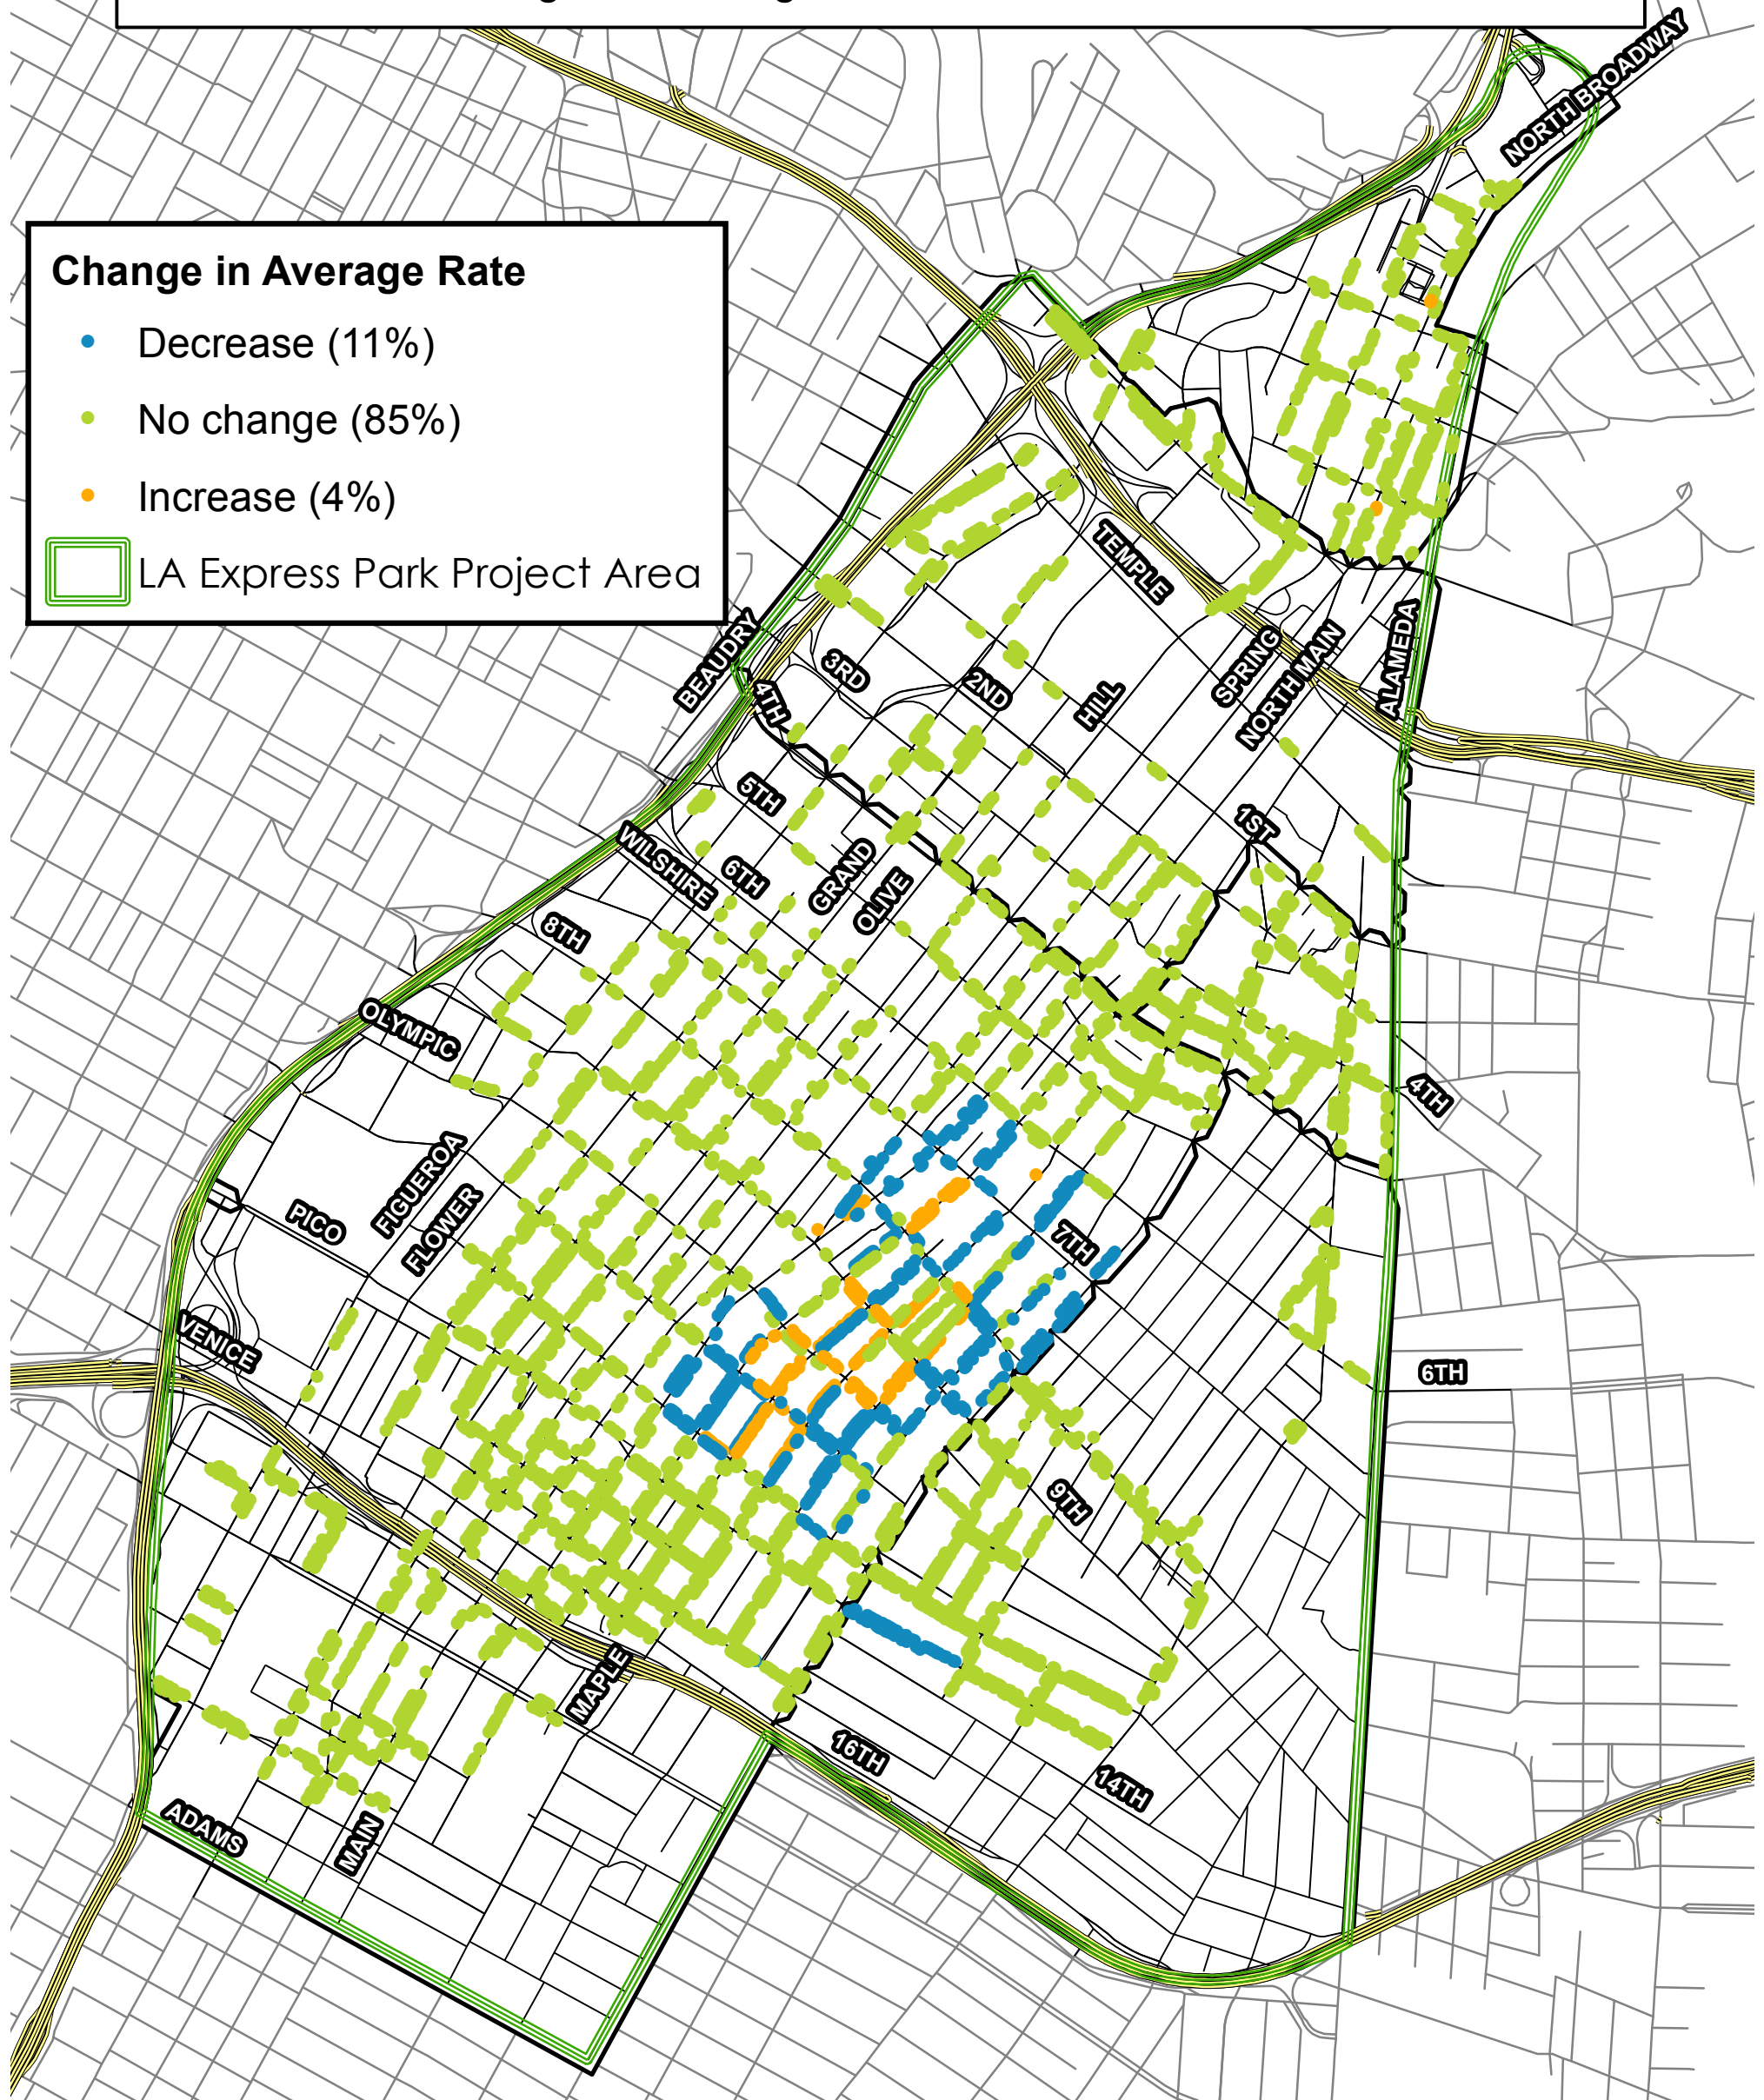 NORTH BROADWAY
Change in Average Rate
Decrease (11%)
No change (85%)
Increase (4%)
LA Express Park Project Area
TEMPLE
BEAUDRY
3RD
2ND
HILL
SPRING
NORTH MAIN
ALAMEDA
4TH
5TH
WILSHIRE
6TH
GRAND
OLIVE
1ST
8TH
OLYMPIC
4TH
FIGUEROA
FLOWER
PICO
7TH
VENICE
6TH
9TH
MAPLE
16TH
14TH
ADAMS
MAIN